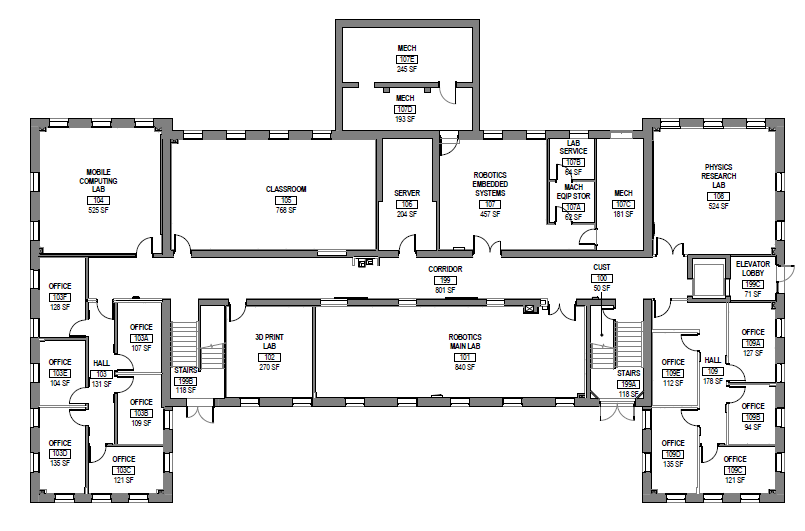 MECH
107E
245 SF
MECH
107D
193 SF
MOBILE
COMPUTING
LAB
104
525 SF
CLASSROOM
105
768 SF
SERVER
106
204 SF
ROBOTICS
EMBEDDED
SYSTEMS
107
457 SF
LAB
SERVICE
107B
64 SF
MACH
EQIP STOR
107A
62 SF
MECH
107C
181 SF
PHYSICS
RESEARCH
LAB
108
524 SF
CORRIDOR
199
801 SF
CUST
100
50 SF
ELEVATOR
LOBBY
199C
71 SF
OFFICE
103F
128 SF
OFFICE
103A
107 SF
HALL
103
131 SF
OFFICE
103E
104 SF
OFFICE
103B
109 SF
OFFICE
103D
135 SF
OFFICE
103C
121 SF
STAIRS
199B
118 SF
3D PRINT
LAB
102
270 SF
ROBOTICS
MAIN LAB
101
840 SF
STAIRS
199A
118 SF
OFFICE
109E
112 SF
HALL
109
178 SF
OFFICE
109A
127 SF
OFFICE
109B
94 SF
OFFICE
109D
135 SF
OFFICE
109C
121 SF